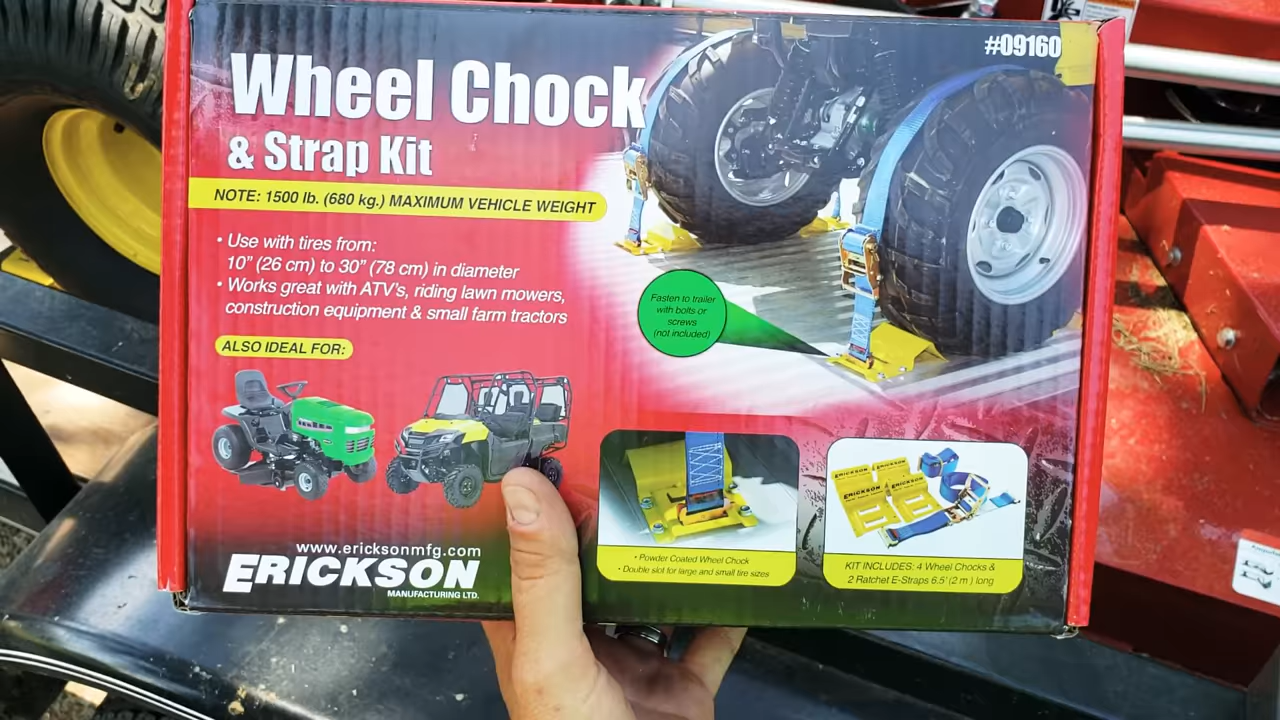 #09160
Wheel Chock
& Strap Kit
NOTE: 1500 lb. (680 kg.) MAXIMUM VEHICLE WEIGHT
• Use with tires from:
10" (26 cm) to 30" (78 cm) in diameter
• Works great with ATV's, riding lawn mowers,
construction equipment & small farm tractors
Fasten to trailer
with bolts or
screws
(not included)
ALSO IDEAL FOR:
ERICKSON
ERICKSON
ERICKSON
ERICKSON
• Powder Coated Wheel Chock
• Double slot for large and small tire sizes
KIT INCLUDES: 4 Wheel Chocks &
2 Ratchet E-Straps 6.5' (2 m) long
www.ericksonmfg.com
ERICKSON
MANUFACTURING LTD.